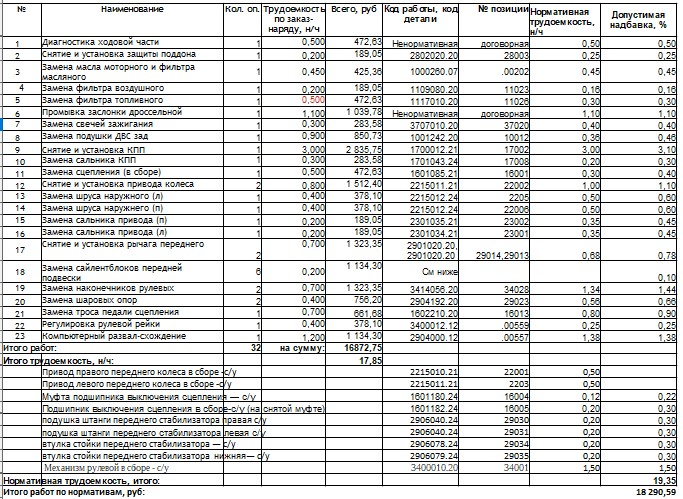 № Наименование Кол. оп. Трудоемкость по заказ-наряду, н/ч Всего, руб Код работы, код детали № позиции Нормативная трудоемкость, н/ч Допустимая надбавка, %
1 Диагностика ходовой части 1 0,500 472,63 Ненормативная договорная 0,50 0,50
2 Снятие и установка защиты поддона 1 0,200 189,05 2802020.20 28003 0,25 0,25
3 Замена масла моторного и фильтра масляного 1 0,450 425,36 1000260.07 .00202 0,45 0,45
4 Замена фильтра воздушного 1 0,200 189,05 1109080.20 11023 0,16 0,16
5 Замена фильтра топливного 1 0,500 472,63 1117010.20 11026 0,30 0,30
6 Промывка заслонки дроссельной 1 1,100 1 039,78 Ненормативная договорная 1,10 1,10
7 Замена свечей зажигания 1 0,300 283,58 3707010.20 37020 0,40 0,40
8 Замена подушки ДВС зад 1 0,900 850,73 1001242.20 10012 0,36 0,46
9 Снятие и установка КПП 1 3,000 2 835,75 1700012.21 17002 3,00 3,10
10 Замена сальника КПП 1 0,300 283,58 1701043.24 17008 0,20 0,30
11 Замена сцепления (в сборе) 1 0,500 472,63 1601085.21 16001 0,30 0,40
12 Снятие и установка привода колеса 2 0,800 1 512,40 2215011.21 22002 1,00 1,10
13 Замена шруса наружного (л) 1 0,400 378,10 2215012.24 2205 0,50 0,60
14 Замена шруса наружнего (п) 1 0,400 378,10 2215012.24 22006 0,50 0,60
15 Замена сальника привода (п) 1 0,200 189,05 2301035.21 23002 0,35 0,45
16 Замена сальника привода (л) 1 0,200 189,05 2301034.21 23001 0,35 0,45
17 Снятие и установка рычага переднего 2 0,700 1 323,35 2901020.20, 2901020.20 29014,29013 0,68 0,78
18 Замена сайлентблоков передней подвески 6 0,200 1 134,30 См ниже 0,10
19 Замена наконечников рулевых 2 0,700 1 323,35 3414056.20 34028 1,34 1,44
20 Замена шаровых опор 2 0,400 756,20 2904192.20 29023 0,56 0,66
21 Замена троса педали сцепления 1 0,700 661,68 1602210.20 16013 0,80 0,90
22 Регулировка рулевой рейки 1 0,400 378,10 3400012.12 .00559 0,25 0,25
23 Компьютерный развал-схождение 1 1,200 1 134,30 2904000.12 .00557 1,38 1,38
Итого работ: 32 на сумму: 16872,75
Итого трудоемкость, н/ч: 17,85
Привод правого переднего колеса в сборе -с/у 2215010.21 22001 0,50
Привод левого переднего колеса в сборе -с/у 2215011.21 2203 0,50
Муфта подшипника выключения сцепления — с/у 1601180.24 16004 0,12 0,22
Подшипник выключения сцепления в сборе-с/у (на снятой муфте) 1601182.24 16005 0,20 0,30
подушка штанги переднего стабилизатора правая с/у 2906040.24 29030 0,20 0,30
подушка штанги переднего стабилизатора левая с/у 2906040.24 29031 0,20 0,30
втулка стойки переднего стабилизатора — с/у 2906078.24 29034 0,20 0,30
втулка стойки переднего стабилизатора нижняя— с/у 2906079.24 29035 0,20 0,30
Механизм рулевой в сборе - с/у 3400010.20 34001 1,50 1,50
Нормативная трудоемкость, итого: 19,35
Итого работ по нормативам, руб: 18 290,59